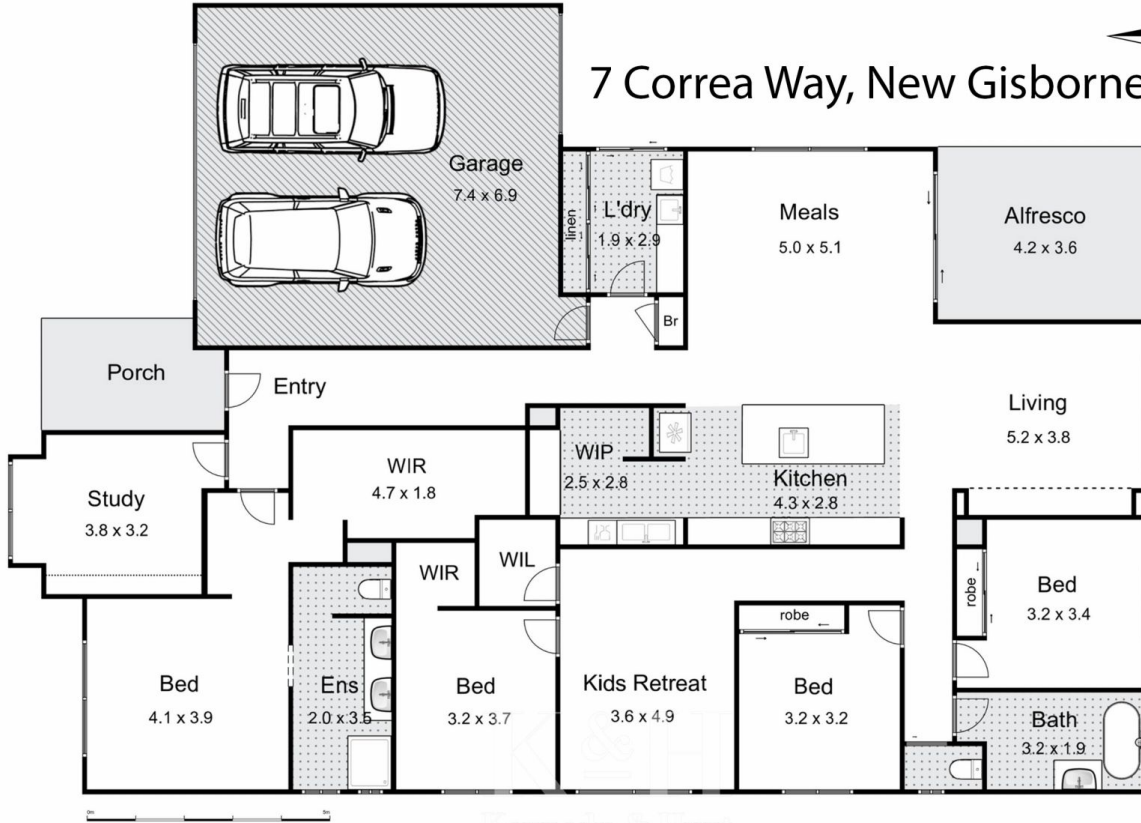 7 Correa Way, New Gisborne
Garage
7.4 x 6.9
linen
L'dry
1.9 x 2.9
Br
Meals
5.0 x 5.1
Alfresco
4.2 x 3.6
Porch
Entry
Living
5.2 x 3.8
WIR
4.7 x 1.8
WIP
2.5 x 2.8
Kitchen
4.3 x 2.8
Study
3.8 x 3.2
WIR
WIL
robe
Bed
3.2 x 3.4
robe
Bed
4.1 x 3.9
Ens
2.0 x 3.5
Bed
3.2 x 3.7
Kids Retreat
3.6 x 4.9
Bed
3.2 x 3.2
Bath
3.2 x 1.9
K&H
0m
5m